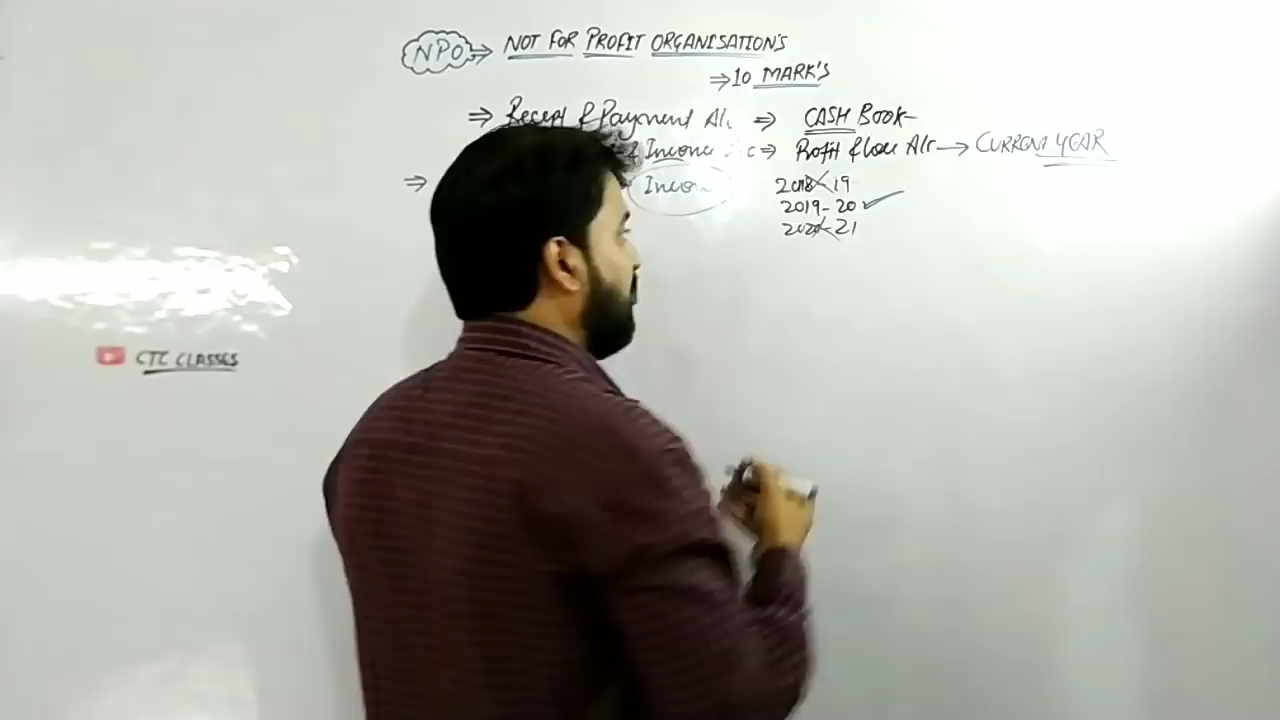 NPO ⇒ NOT FOR PROFIT ORGANISATION'S
⇒ 10 MARK'S
⇒ Receipt & Payment A/c ⇒ CASH BOOK
& Income A/c ⇒ Profit & Loss A/c → CURRENT YEAR
⇒ Incom
2018-19
2019-20 ✓
2020-21
CTC CLASSES